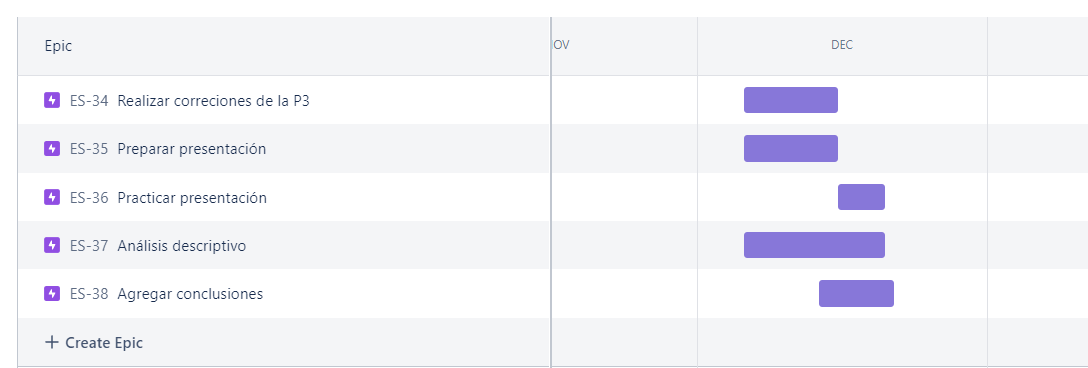 Epic
OV
DEC
ES-34 Realizar correciones de la P3
ES-35 Preparar presentación
ES-36 Practicar presentación
ES-37 Análisis descriptivo
ES-38 Agregar conclusiones
+ Create Epic